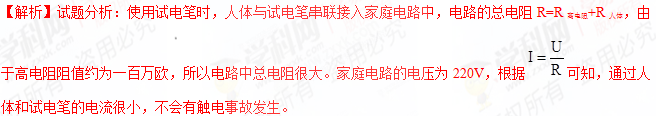 【解析】试题分析：使用试电笔时，人体与试电笔串联接入家庭电路中，电路的总电阻 R=R 高电阻+R 人体，由
于高电阻阻值约为一百万欧，所以电路中总电阻很大。家庭电路的电压为 220V，根据 I=U/R 可知，通过人
体和试电笔的电流很小，不会有触电事故发生。